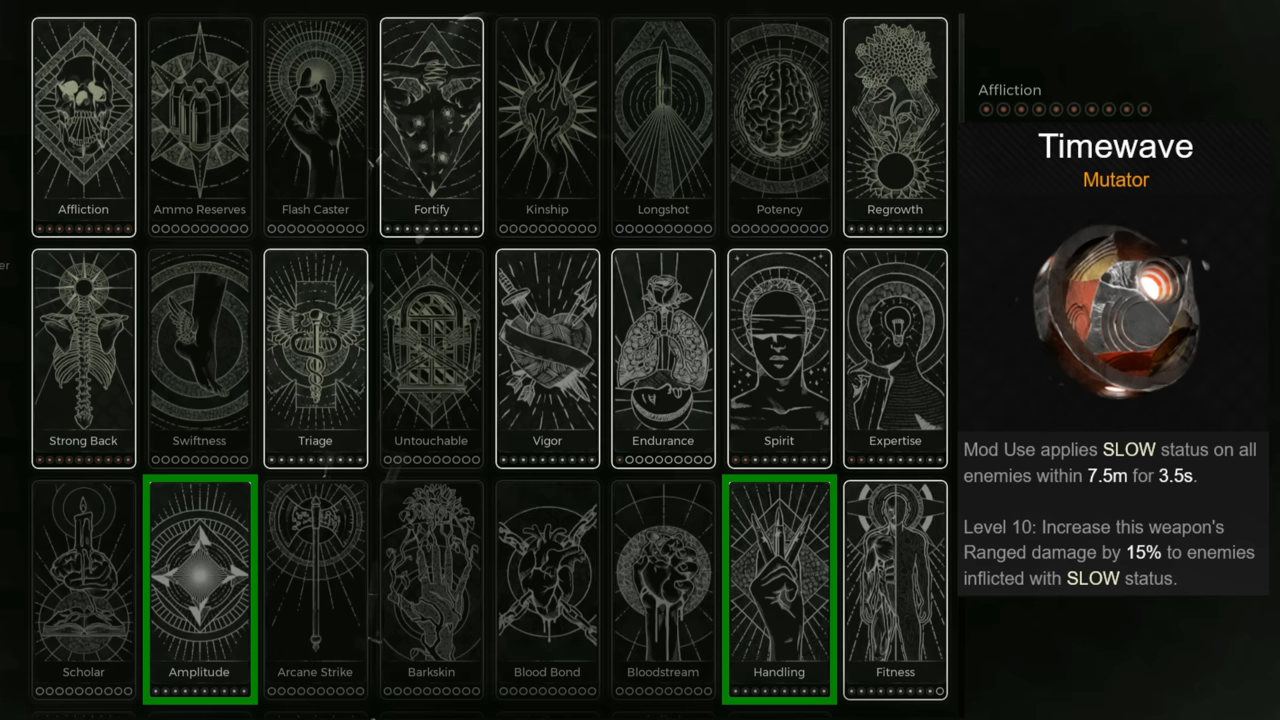 Affliction
Timewave
Mutator
Affliction
Ammo Reserves
Flash Caster
Fortify
Kinship
Longshot
Potency
Regrowth
er
Strong Back
Swiftness
Triage
Untouchable
Vigor
Endurance
Spirit
Expertise
Mod Use applies SLOW status on all
enemies within 7.5m for 3.5s.
Level 10: Increase this weapon's
Ranged damage by 15% to enemies
inflicted with SLOW status.
Scholar
Amplitude
Arcane Strike
Barkskin
Blood Bond
Bloodstream
Handling
Fitness